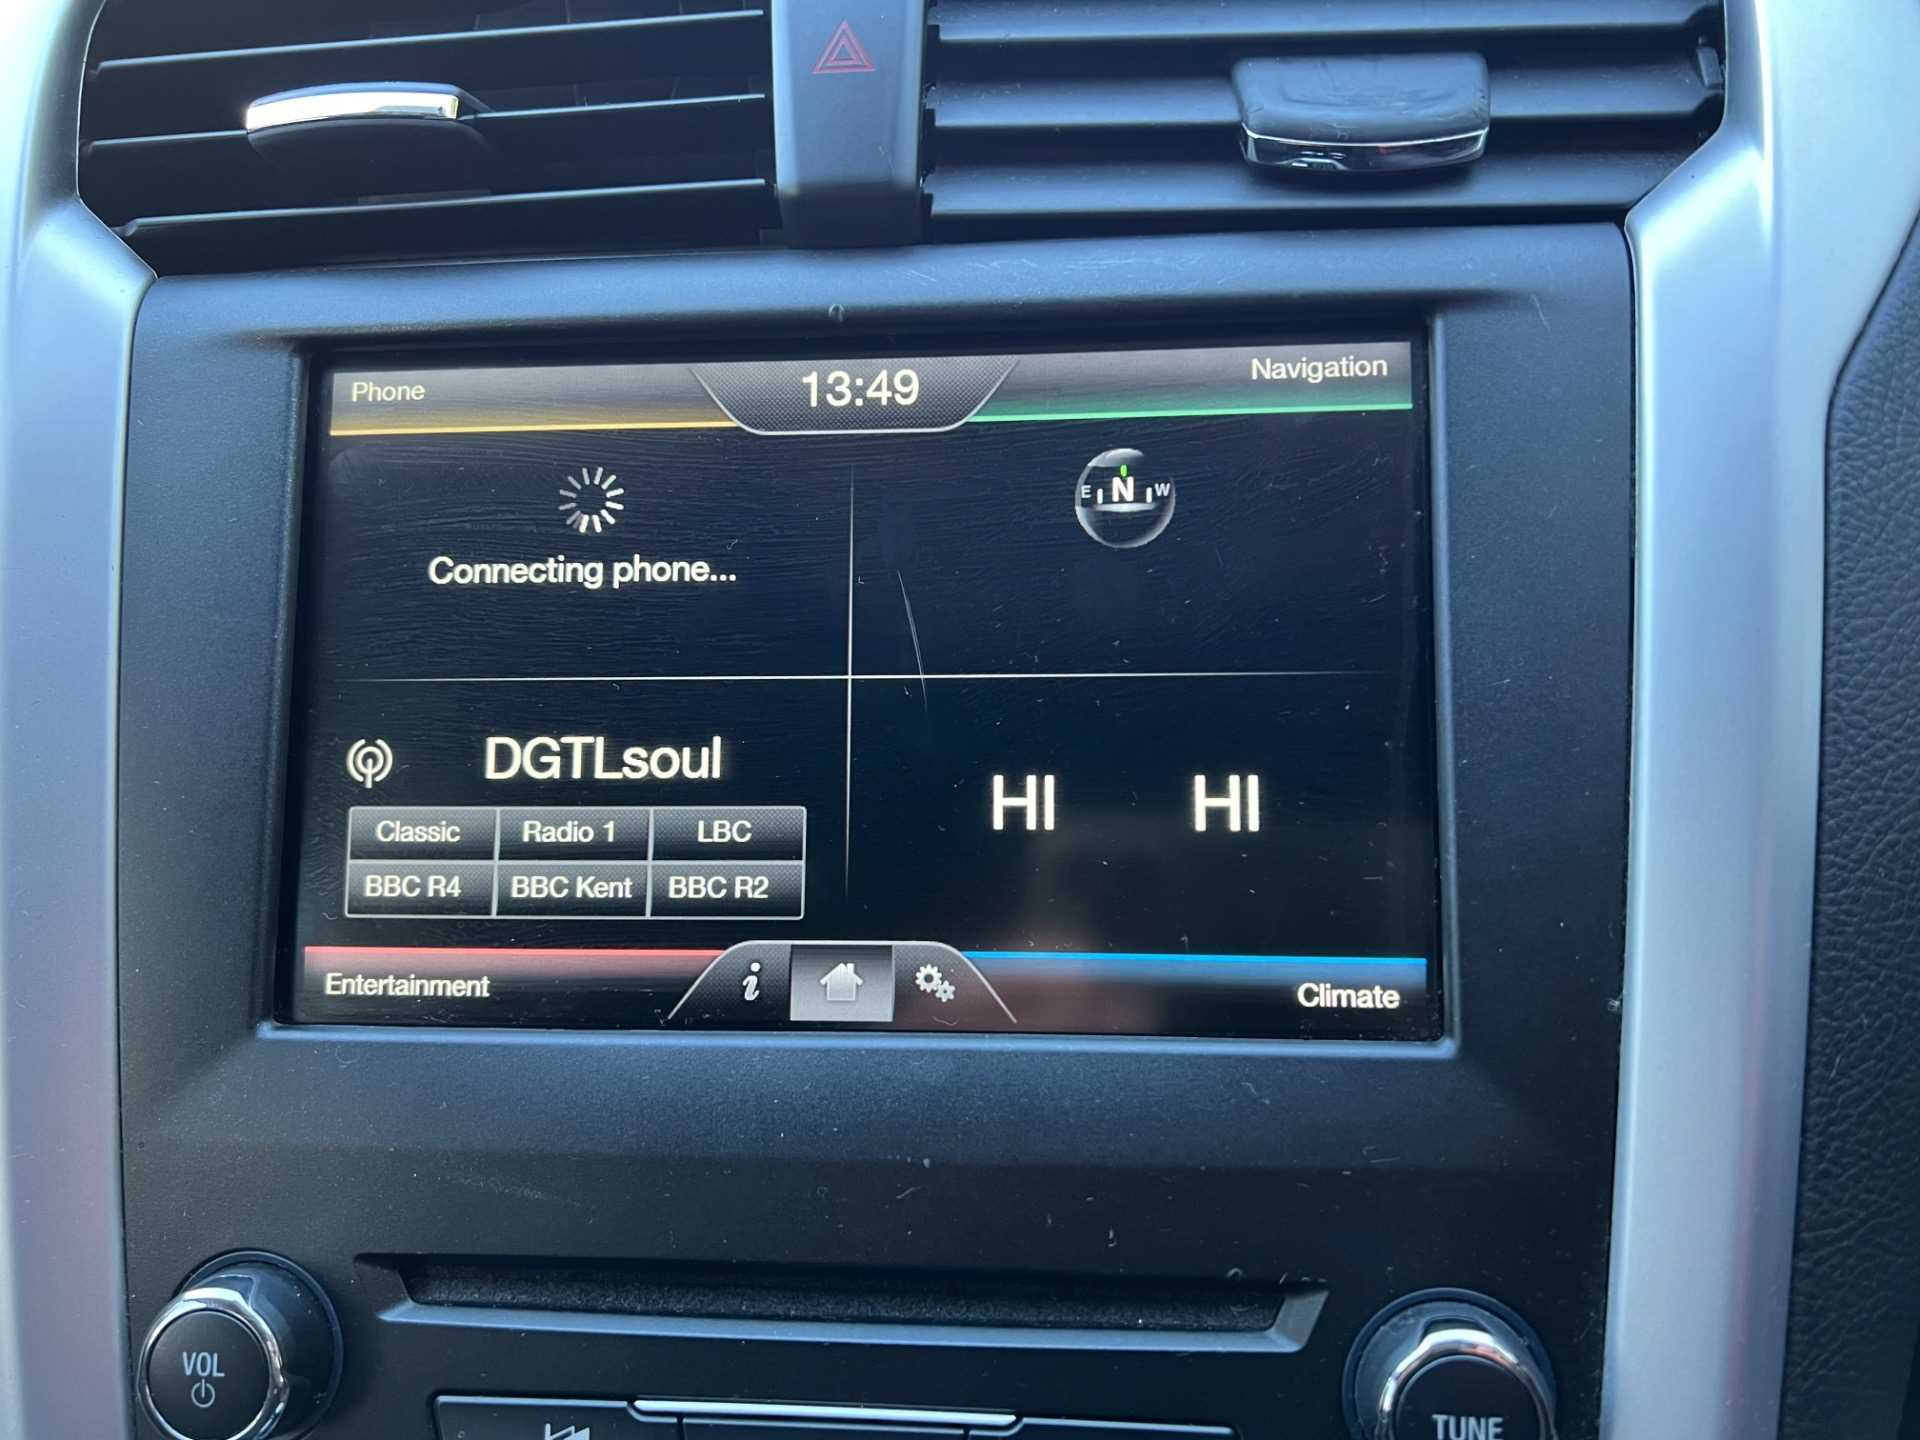 Phone
13:49
Navigation
Connecting phone...
E N W
DGTLsoul
Classic Radio 1 LBC
BBC R4 BBC Kent BBC R2
HI HI
Entertainment
i
Climate
VOL
TUNE